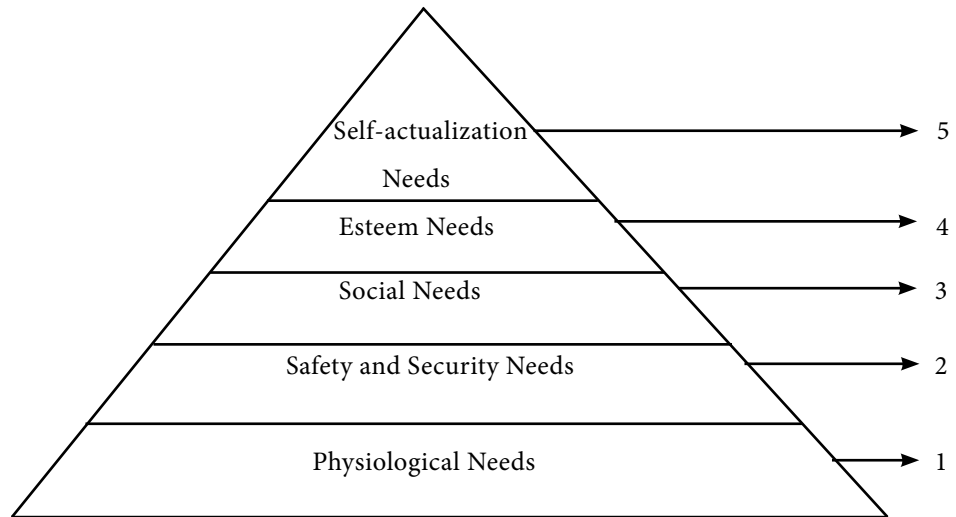 Self-actualization
5
Needs
Esteem Needs
4
Social Needs
3
Safety and Security Needs
2
Physiological Needs
1